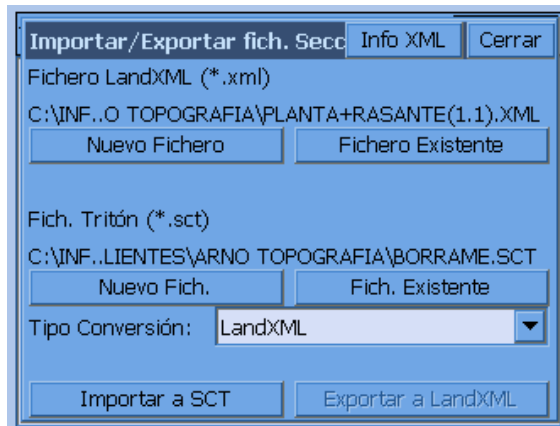 Importar/Exportar fich. Secc Info XML Cerrar
Fichero LandXML (*.xml)
C:\INF..O TOPOGRAFIA\PLANTA+RASANTE(1.1).XML
Nuevo Fichero Fichero Existente
Fich. Tritón (*.sct)
C:\INF..LIENTES\ARNO TOPOGRAFIA\BORRAME.SCT
Nuevo Fich. Fich. Existente
Tipo Conversión: LandXML
Importar a SCT Exportar a LandXML